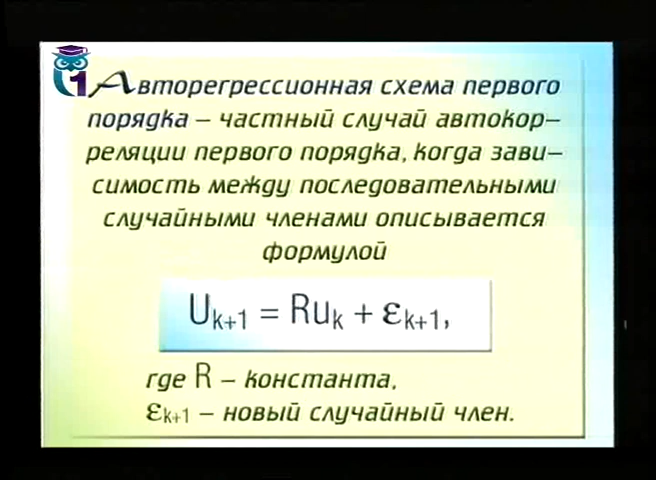 1
Авторегрессионная схема первого
порядка – частный случай автокор–
реляции первого порядка, когда зави–
симость между последовательными
случайными членами описывается
формулой
Uk+1 = Ruk + εk+1,
где R – константа,
εk+1 – новый случайный член.